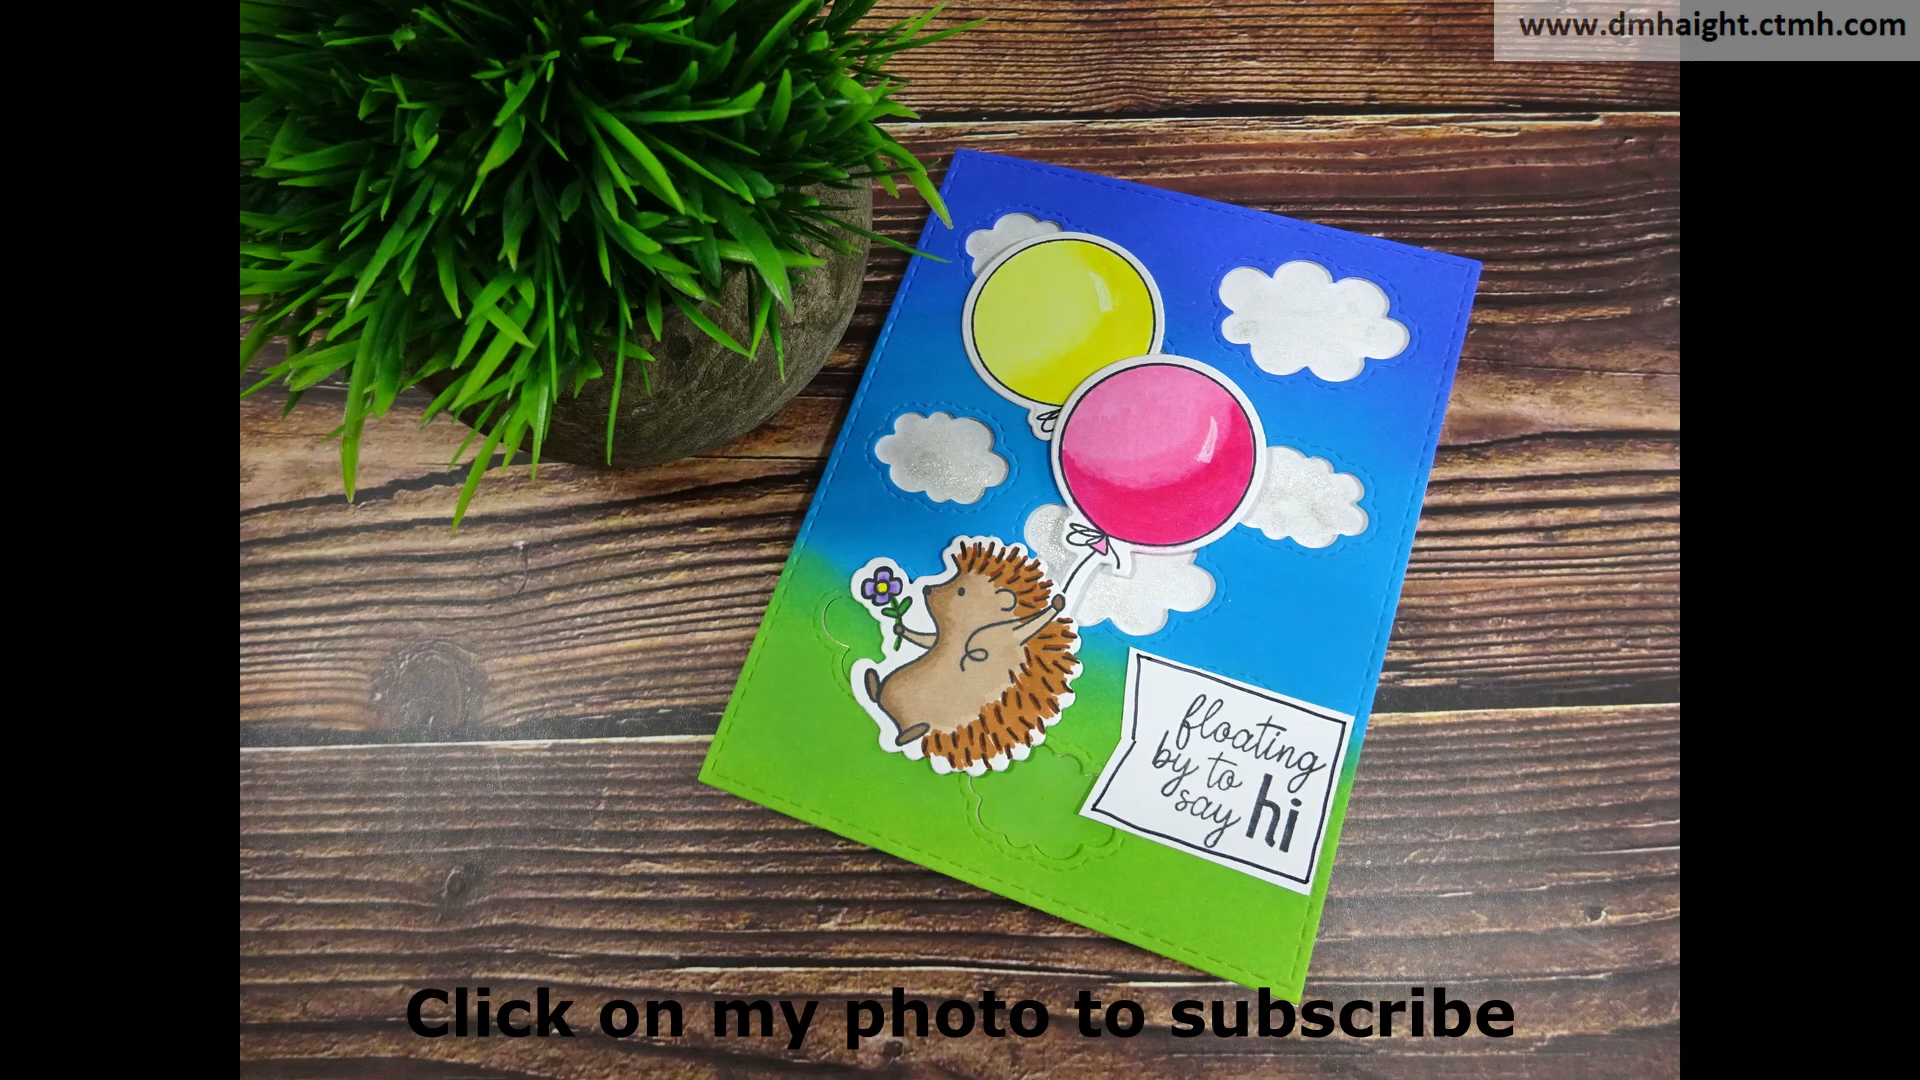 www.dmhaight.ctmh.com
floating
by to
say hi
Click on my photo to subscribe